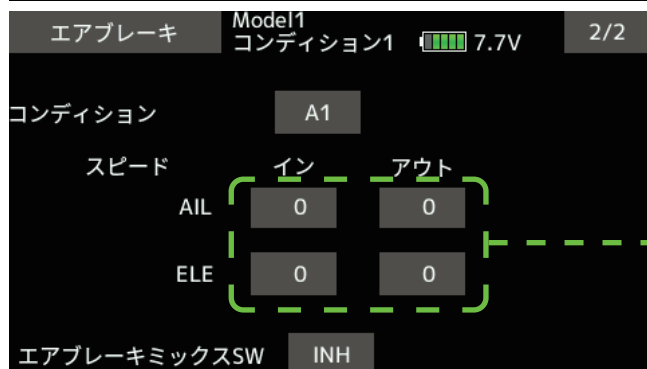 エアブレーキ
Model1
コンディション1
7.7V
2/2
コンディション A1
スピード イン アウト
AIL 0 0
ELE 0 0
エアブレーキミックスSW INH